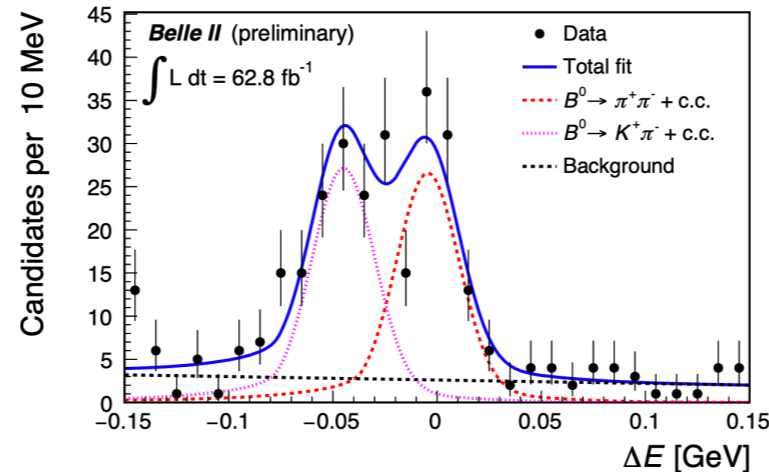 Candidates per 10 MeV
45
40
35
30
25
20
15
10
5
0
Belle II (preliminary)
∫ L dt = 62.8 fb⁻¹
Data
Total fit
B⁰→ π⁺π⁻ + c.c.
B⁰→ K⁺π⁻ + c.c.
Background
−0.15 −0.1 −0.05 0 0.05 0.1 0.15
ΔE [GeV]